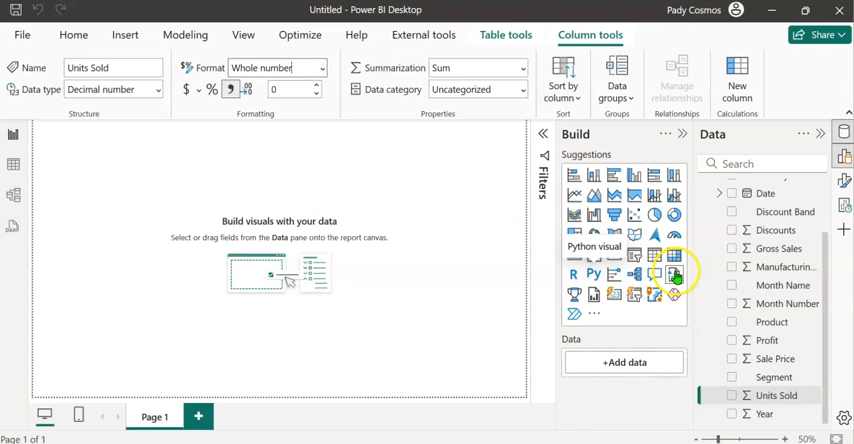 Untitled - Power BI Desktop
Pady Cosmos
File
Home
Insert
Modeling
View
Optimize
Help
External tools
Table tools
Column tools
Share
Name
Units Sold
Format
Whole number
Summarization
Sum
Data type
Decimal number
$
%
0
Data category
Uncategorized
Sort by
column
Data
groups
Manage
relationships
New
column
Structure
Formatting
Properties
Sort
Groups
Relationships
Calculations
Filters
Build visuals with your data
Select or drag fields from the Data pane onto the report canvas.
Build
Suggestions
Python visual
R
Py
Data
+Add data
Data
Search
Date
Discount Band
Discounts
Gross Sales
Manufacturin...
Month Name
Month Number
Product
Profit
Sale Price
Segment
Units Sold
Year
Page 1
Page 1 of 1
50%